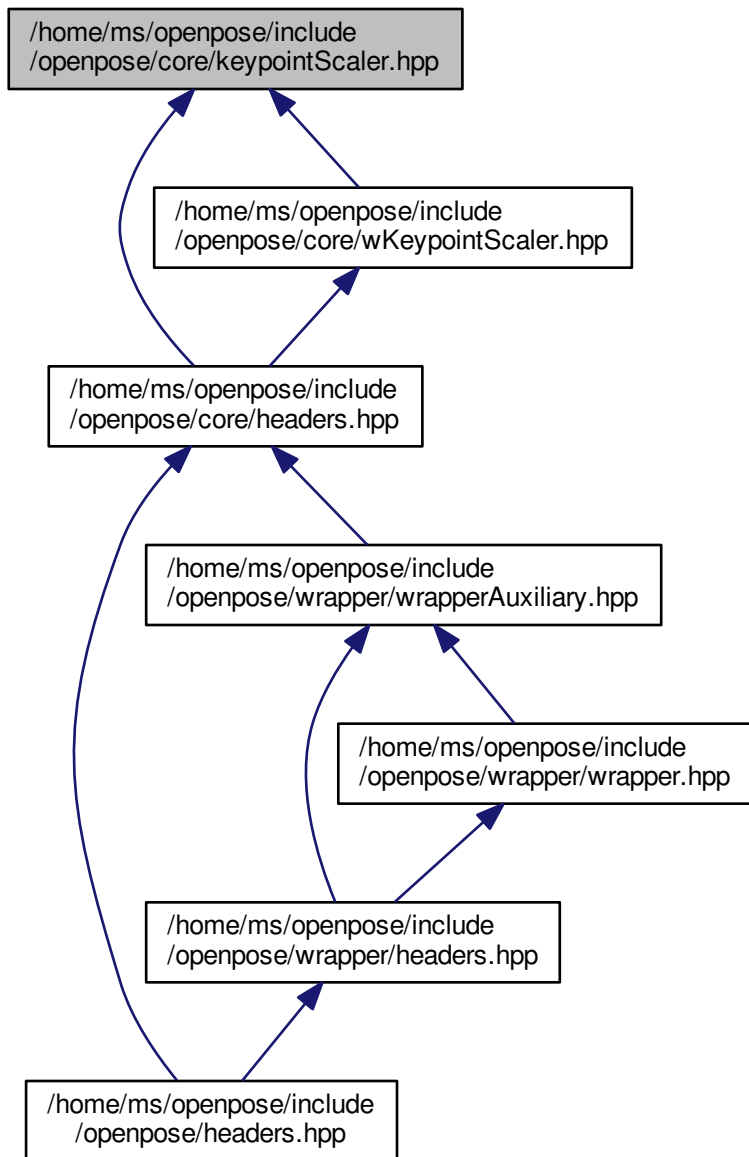 /home/ms/openpose/include
/openpose/core/keypointScaler.hpp
/home/ms/openpose/include
/openpose/core/wKeypointScaler.hpp
/home/ms/openpose/include
/openpose/core/headers.hpp
/home/ms/openpose/include
/openpose/wrapper/wrapperAuxiliary.hpp
/home/ms/openpose/include
/openpose/wrapper/wrapper.hpp
/home/ms/openpose/include
/openpose/wrapper/headers.hpp
/home/ms/openpose/include
/openpose/headers.hpp